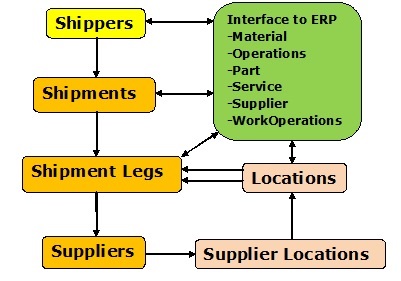 Shippers
Interface to ERP
-Material
-Operations
-Part
-Service
-Supplier
-WorkOperations
Shipments
Shipment Legs
Locations
Suppliers
Supplier Locations